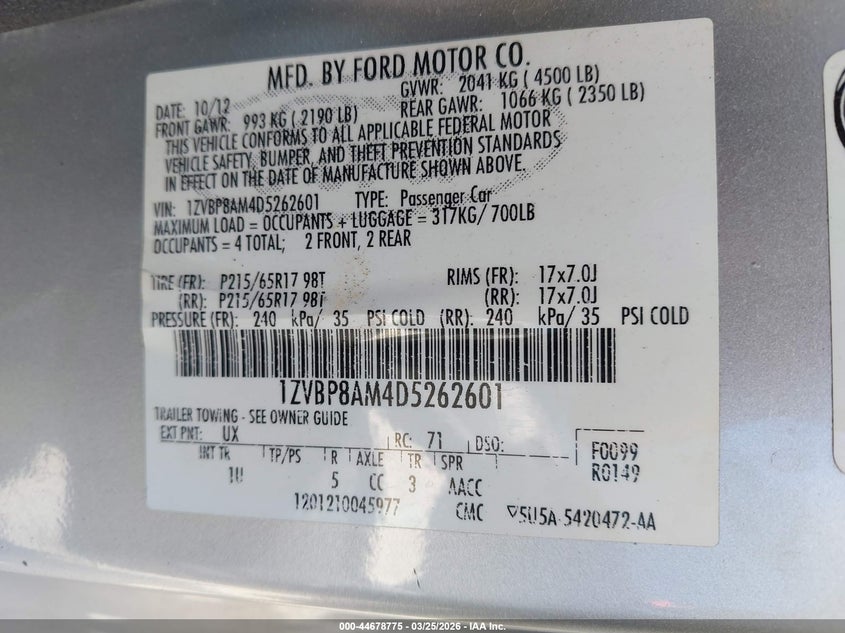 MFD. BY FORD MOTOR CO.
DATE: 10/12 GVWR: 2041 KG ( 4500 LB)
FRONT GAWR: 993 KG ( 2190 LB) REAR GAWR: 1066 KG ( 2350 LB)
THIS VEHICLE CONFORMS TO ALL APPLICABLE FEDERAL MOTOR
VEHICLE SAFETY, BUMPER, AND THEFT PREVENTION STANDARDS
IN EFFECT ON THE DATE OF MANUFACTURE SHOWN ABOVE.
VIN: 1ZVBP8AM4D5262601 TYPE: Passenger Car
MAXIMUM LOAD = OCCUPANTS + LUGGAGE = 317KG/ 700LB
OCCUPANTS = 4 TOTAL; 2 FRONT, 2 REAR
TIRE (FR): P215/65R17 98T RIMS (FR): 17x7.0J
(RR): P215/65R17 98T (RR): 17x7.0J
PRESSURE (FR): 240 kPa/ 35 PSI COLD (RR): 240 kPa/ 35 PSI COLD
1ZVBP8AM4D5262601
TRAILER TOWING - SEE OWNER GUIDE
EXT PNT: UX RC: 71 DSO: F0099
INT TR TP/PS R AXLE TR SPR R0149
1U 5 CC 3 AACC
1201210045977 CMC 5U5A-5420472-AA
000-44678775 - 03/25/2026 - IAA Inc.